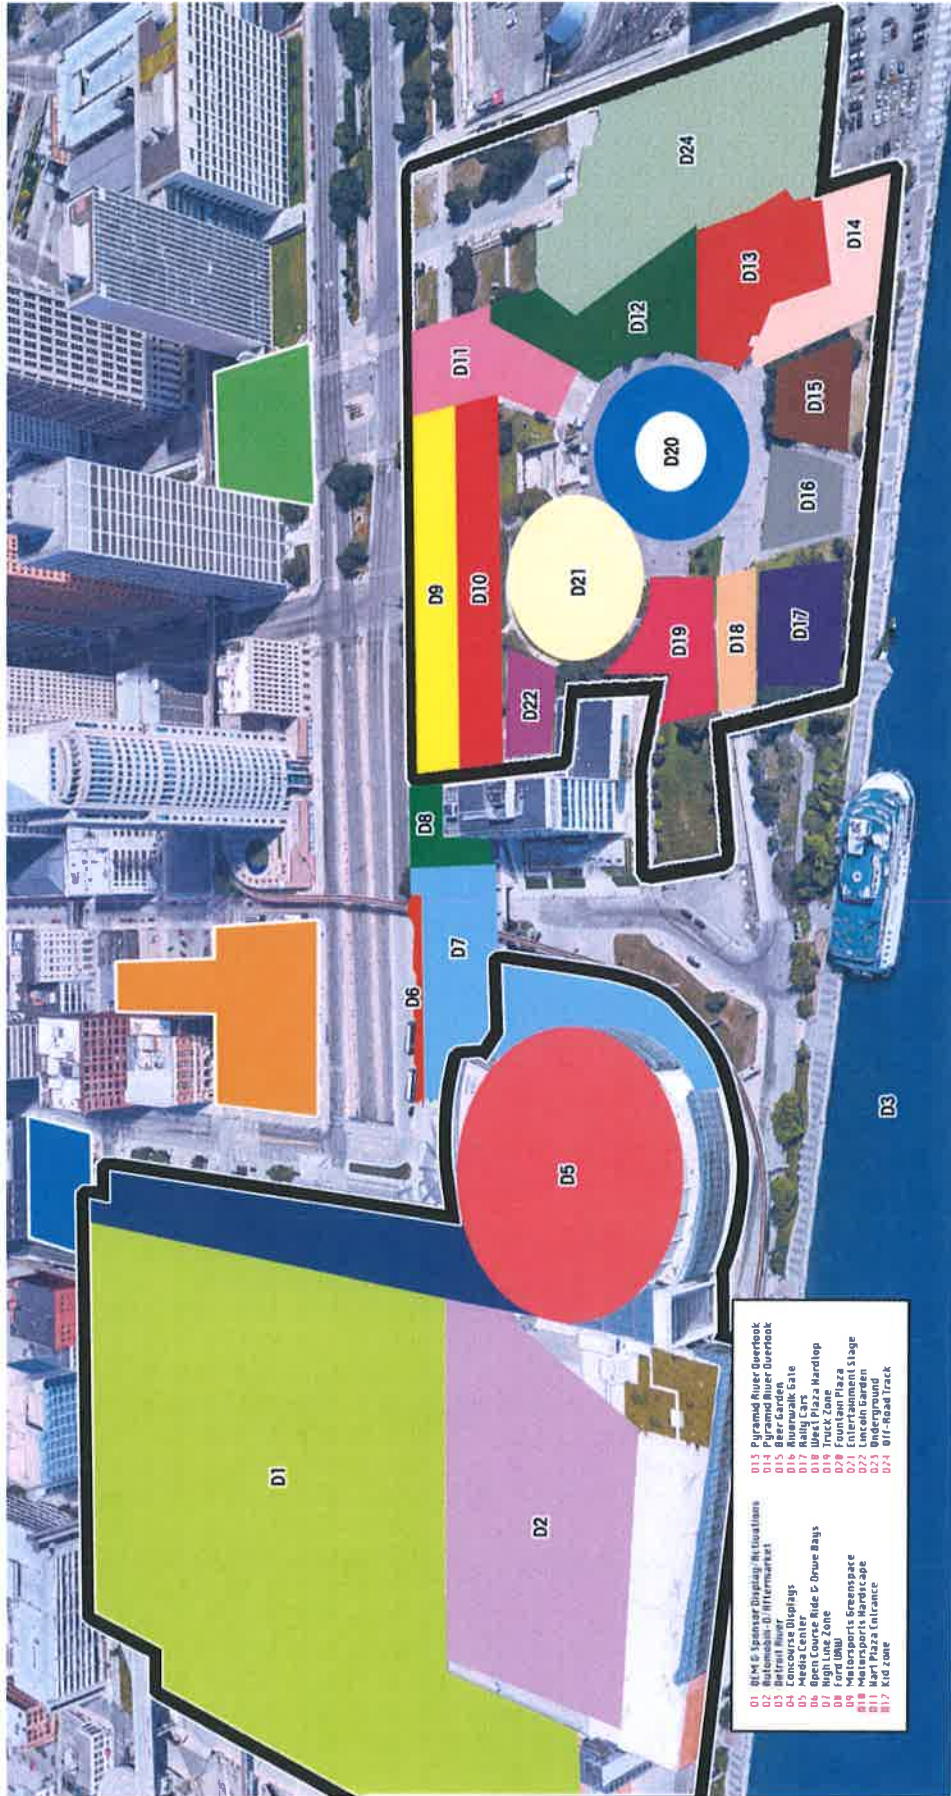 D1 OEM & Sponsor Display/Activations
D2 Automobili-D/Aftermarket
D3 Detroit River
D4 Concourse Displays
D5 Media Center
D6 Open Course Ride & Drive Bays
D7 High Line Zone
D8 Ford UAW
D9 Motorsports Greenspace
D10 Motorsports Hardscape
D11 Hart Plaza Entrance
D12 Kid zone
D13 Pyramid River Overlook
D14 Pyramid River Overlook
D15 Beer Garden
D16 Riverwalk Gate
D17 Rally Cars
D18 West Plaza Hardtop
D19 Truck Zone
D20 Fountain Plaza
D21 Entertainment Stage
D22 Lincoln Garden
D23 Underground
D24 Off-Road Track
D1
D2
D5
D3
D6
D7
D8
D9
D10
D22
D21
D19
D18
D17
D20
D16
D15
D11
D12
D13
D14
D24